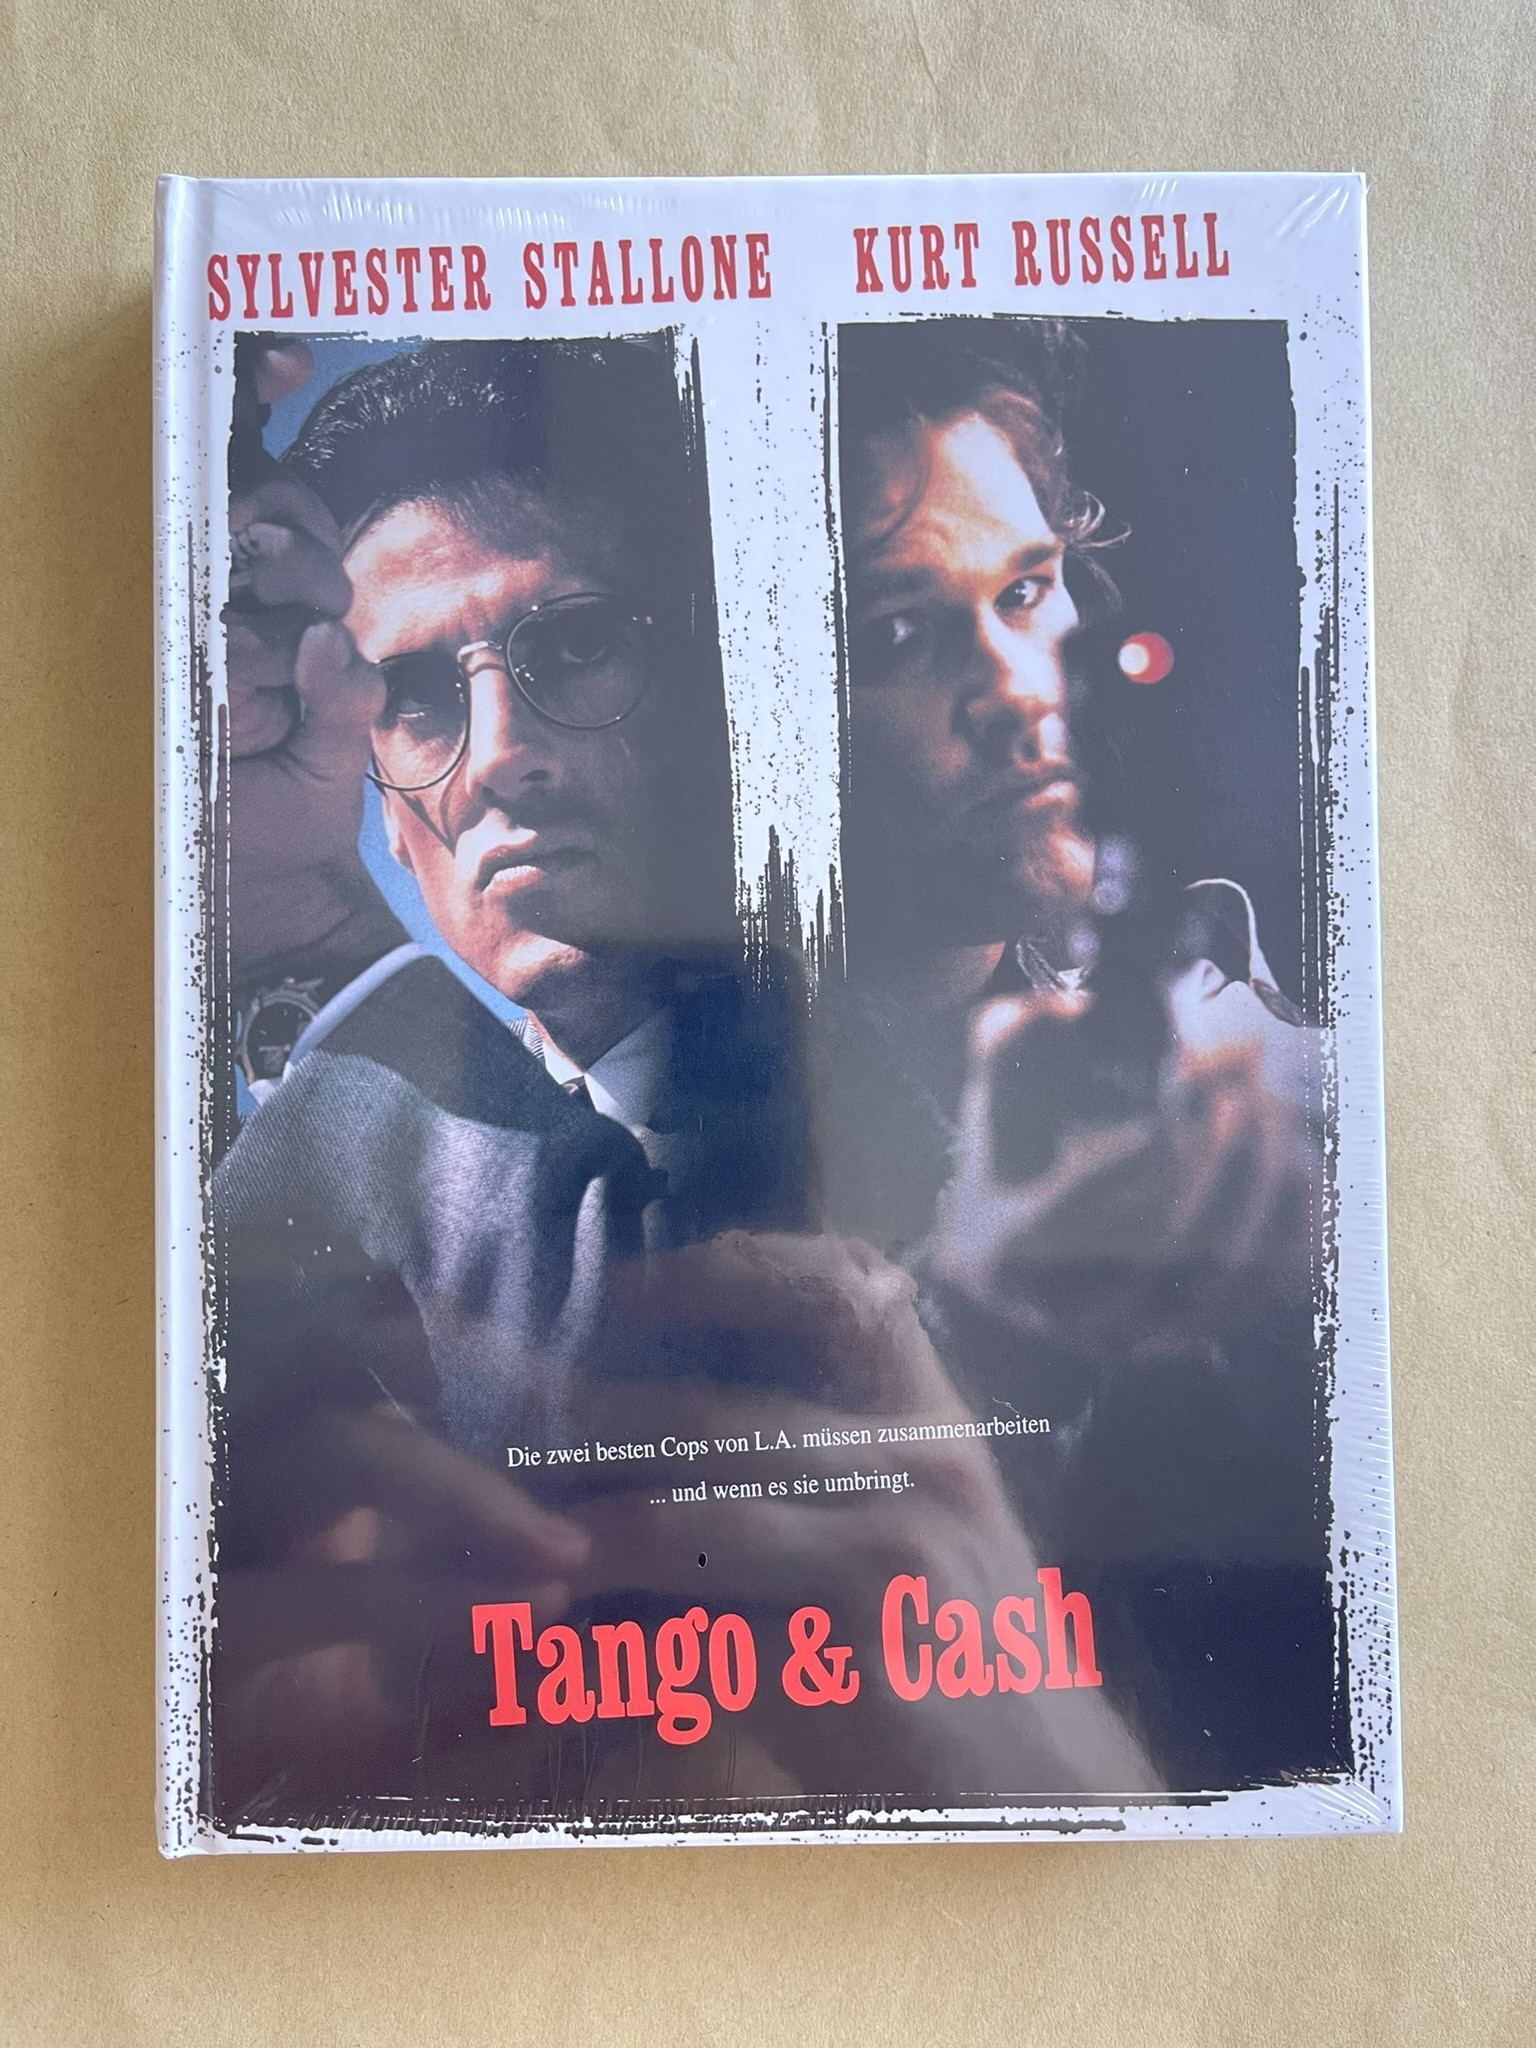 SYLVESTER STALLONE KURT RUSSELL
Die zwei besten Cops von L.A. müssen zusammenarbeiten
... und wenn es sie umbringt.
Tango & Cash